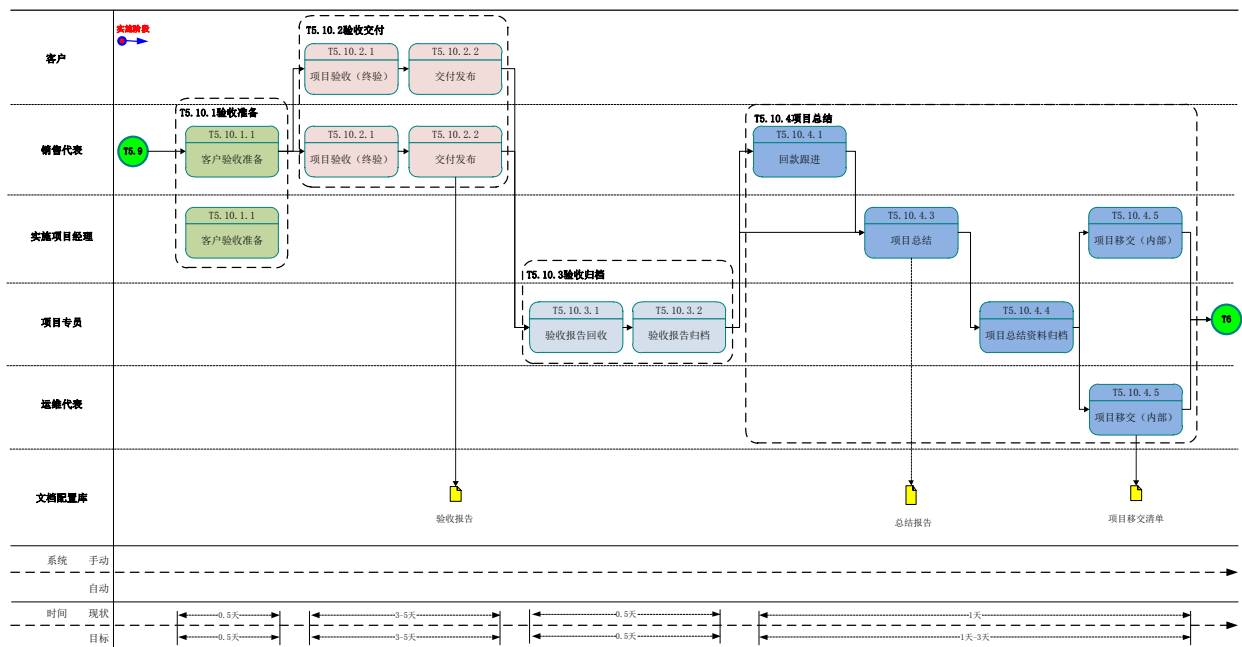 实施阶段
客户
T5.10.2验收交付
T5.10.2.1
项目验收（终验）
T5.10.2.2
交付发布
销售代表
T5.9
T5.10.1验收准备
T5.10.1.1
客户验收准备
T5.10.2.1
项目验收（终验）
T5.10.2.2
交付发布
T5.10.4项目总结
T5.10.4.1
回款跟进
实施项目经理
T5.10.1.1
客户验收准备
T5.10.4.3
项目总结
T5.10.4.5
项目移交（内部）
T5.10.3验收归档
项目专员
T5.10.3.1
验收报告回收
T5.10.3.2
验收报告归档
T5.10.4.4
项目总结资料归档
T6
运维代表
T5.10.4.5
项目移交（内部）
文档配置库
验收报告
总结报告
项目移交清单
系统 手动
自动
时间 现状
0.5天
3-5天
0.5天
1天
目标
0.5天
3-5天
0.5天
1天-3天